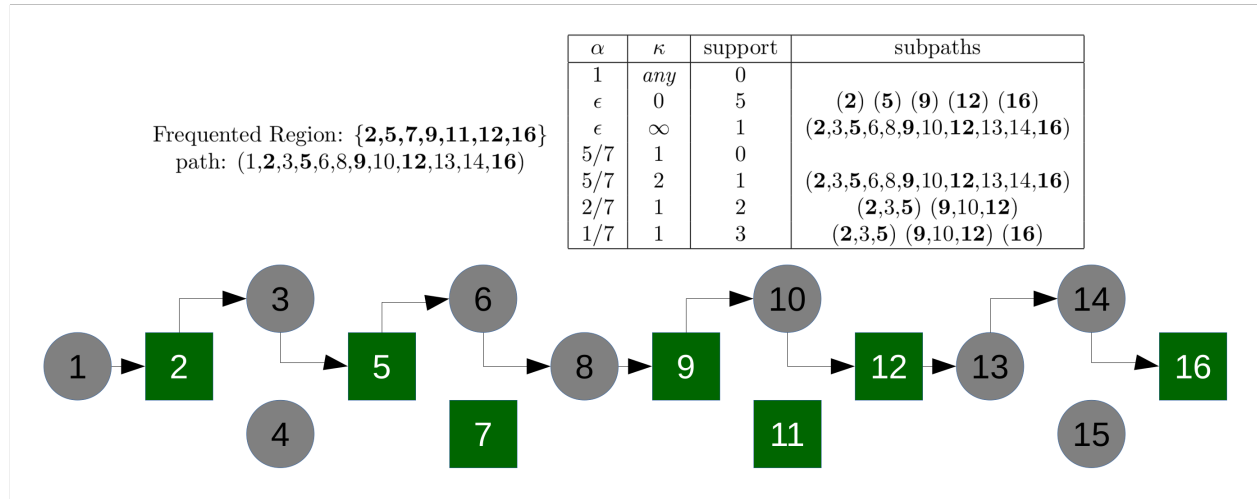 Frequented Region: {2,5,7,9,11,12,16}
path: (1,2,3,5,6,8,9,10,12,13,14,16)
α κ support subpaths
1 any 0
ϵ 0 5 (2) (5) (9) (12) (16)
ϵ ∞ 1 (2,3,5,6,8,9,10,12,13,14,16)
5/7 1 0
5/7 2 1 (2,3,5,6,8,9,10,12,13,14,16)
2/7 1 2 (2,3,5) (9,10,12)
1/7 1 3 (2,3,5) (9,10,12) (16)
3 6 10 14
1 2 5 8 9 12 13 16
4 7 11 15